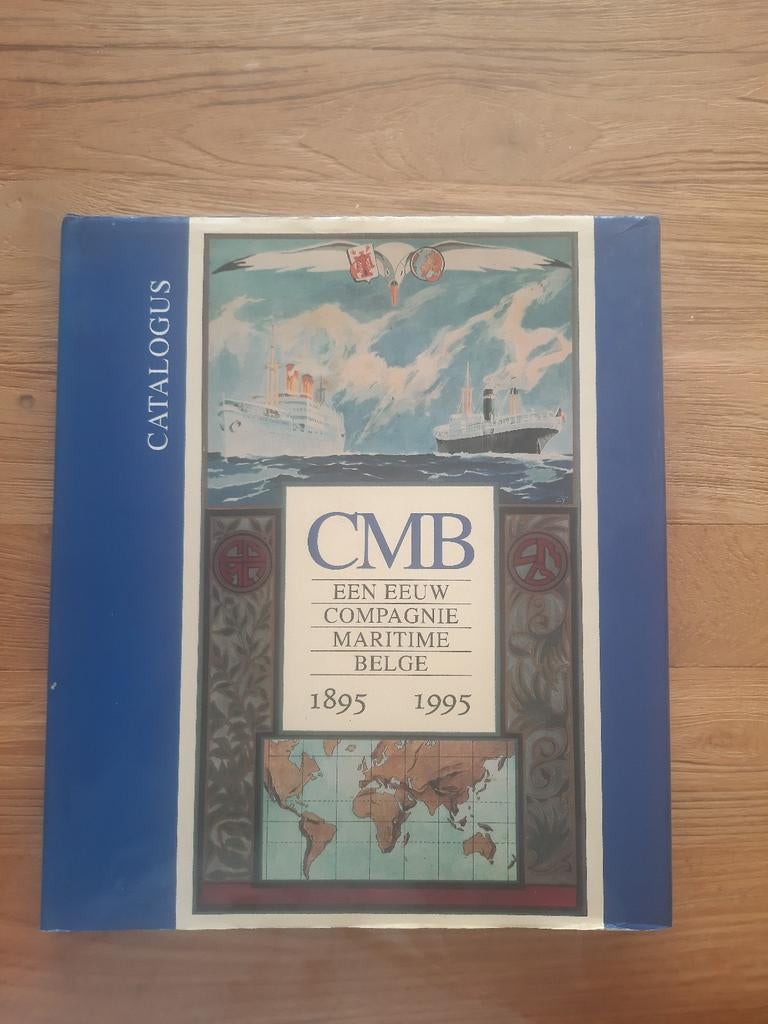 CATALOGUS
CMB
EEN EEUW
COMPAGNIE
MARITIME
BELGE
1895 1995